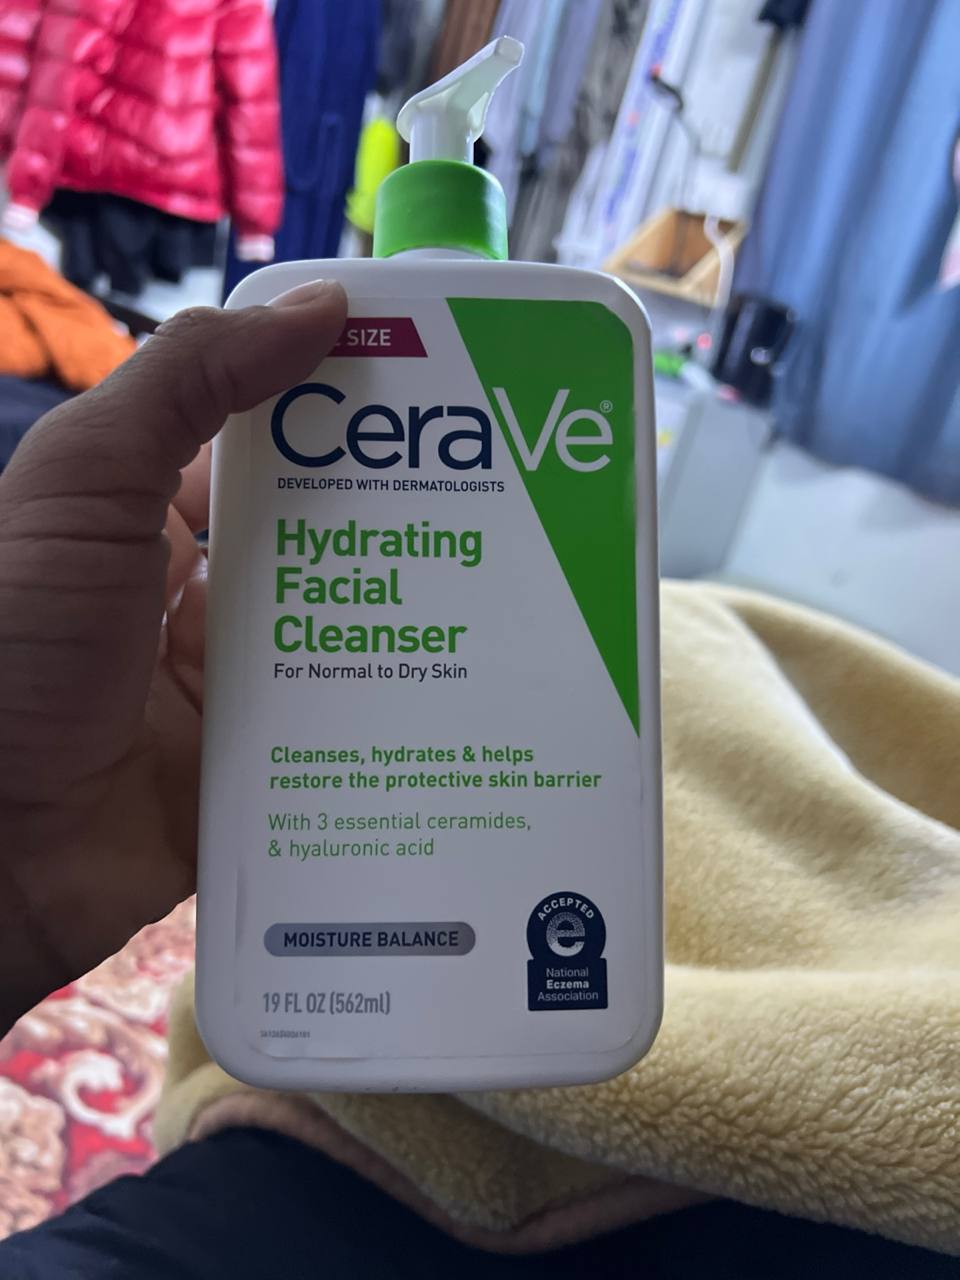 SIZE
CeraVe®
DEVELOPED WITH DERMATOLOGISTS
Hydrating
Facial
Cleanser
For Normal to Dry Skin
Cleanses, hydrates & helps
restore the protective skin barrier
With 3 essential ceramides,
& hyaluronic acid
MOISTURE BALANCE
ACCEPTED
e
National
Eczema
Association
19 FL OZ (562ml)